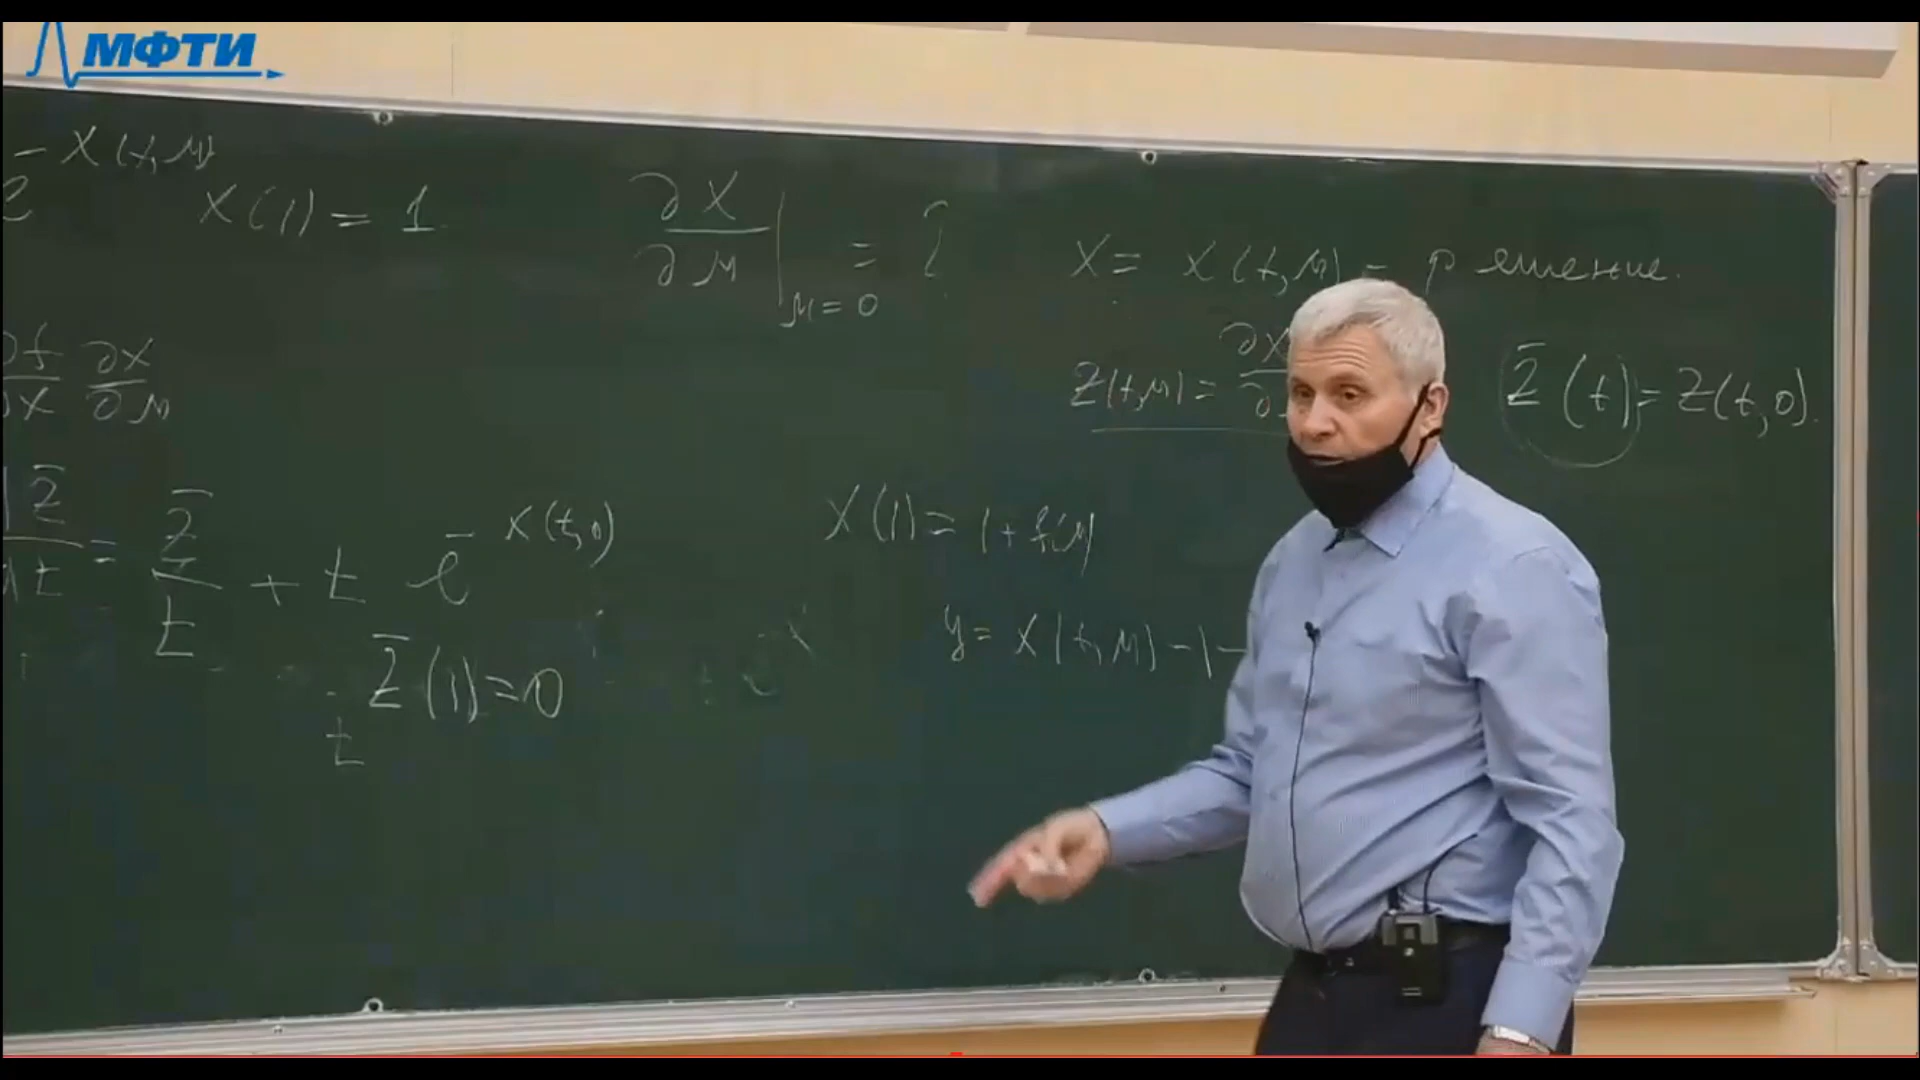 МФТИ
e^{-x(t,μ)}
x(1) = 1
∂x/∂μ |_{μ=0} = ?
x = x(t,μ) - решение.
∂f/∂x ∂x/∂μ
z(t,μ) = ∂x/∂
z̄(t) = z(t,0).
dz̄/dt = z̄/t + t e^{-x(t,0)}
x(1) = 1 + f(μ)
z̄(1) = 0
y = x(t,μ) - 1 -
t